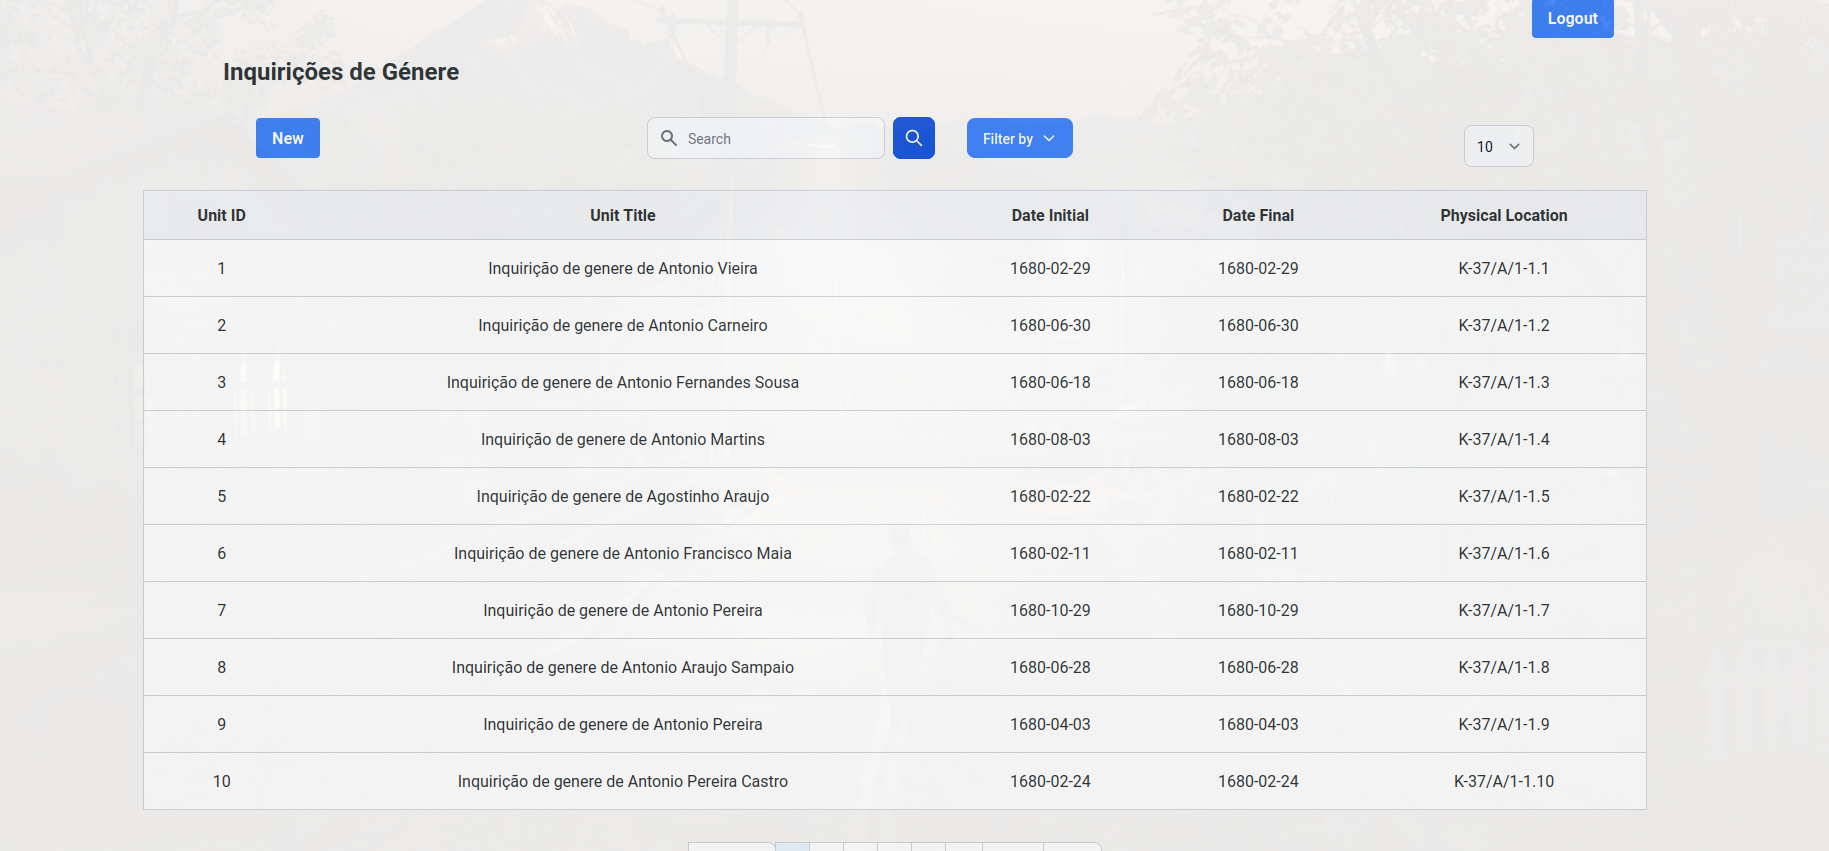 Logout
Inquirições de Génere
New
Search
Filter by
10
Unit ID Unit Title Date Initial Date Final Physical Location
1 Inquirição de genere de Antonio Vieira 1680-02-29 1680-02-29 K-37/A/1-1.1
2 Inquirição de genere de Antonio Carneiro 1680-06-30 1680-06-30 K-37/A/1-1.2
3 Inquirição de genere de Antonio Fernandes Sousa 1680-06-18 1680-06-18 K-37/A/1-1.3
4 Inquirição de genere de Antonio Martins 1680-08-03 1680-08-03 K-37/A/1-1.4
5 Inquirição de genere de Agostinho Araujo 1680-02-22 1680-02-22 K-37/A/1-1.5
6 Inquirição de genere de Antonio Francisco Maia 1680-02-11 1680-02-11 K-37/A/1-1.6
7 Inquirição de genere de Antonio Pereira 1680-10-29 1680-10-29 K-37/A/1-1.7
8 Inquirição de genere de Antonio Araujo Sampaio 1680-06-28 1680-06-28 K-37/A/1-1.8
9 Inquirição de genere de Antonio Pereira 1680-04-03 1680-04-03 K-37/A/1-1.9
10 Inquirição de genere de Antonio Pereira Castro 1680-02-24 1680-02-24 K-37/A/1-1.10